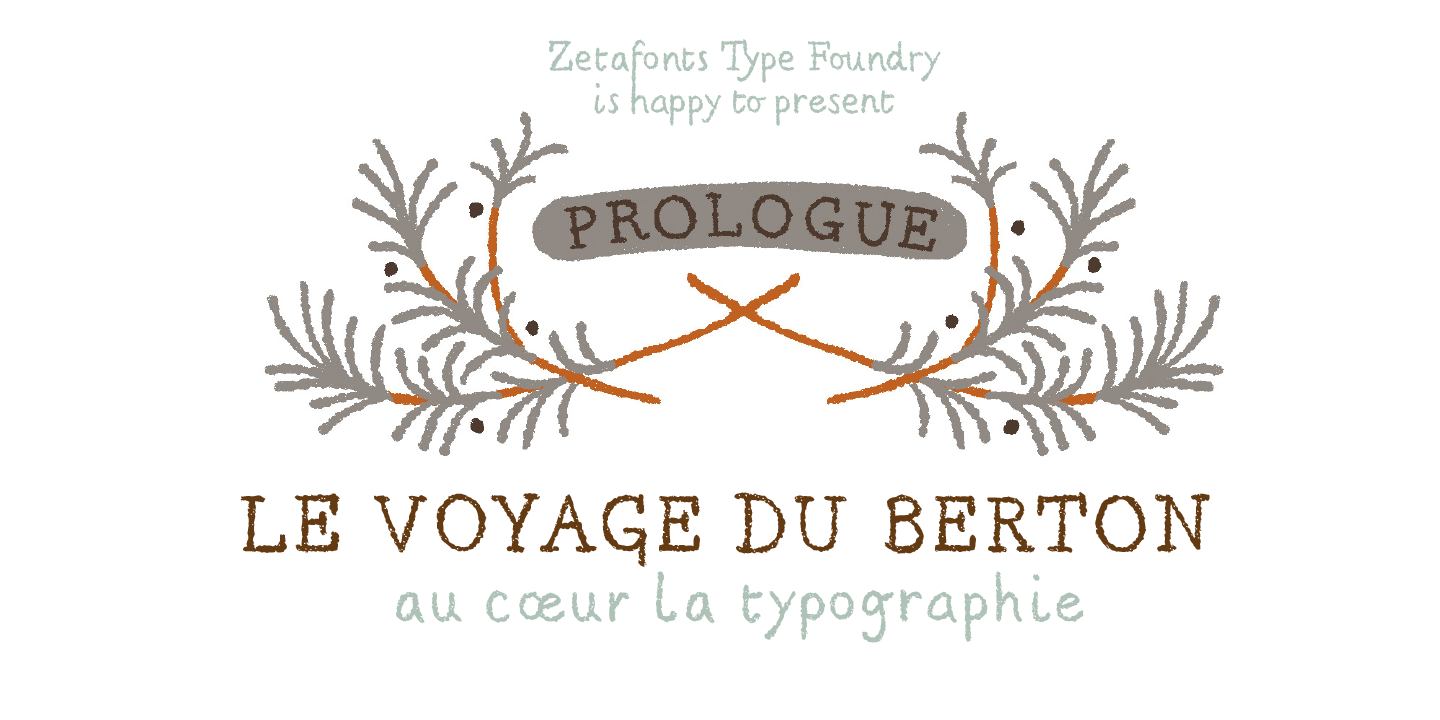 Zetafonts Type Foundry
is happy to present
PROLOGUE
LE VOYAGE DU BERTON
au cœur la typographie